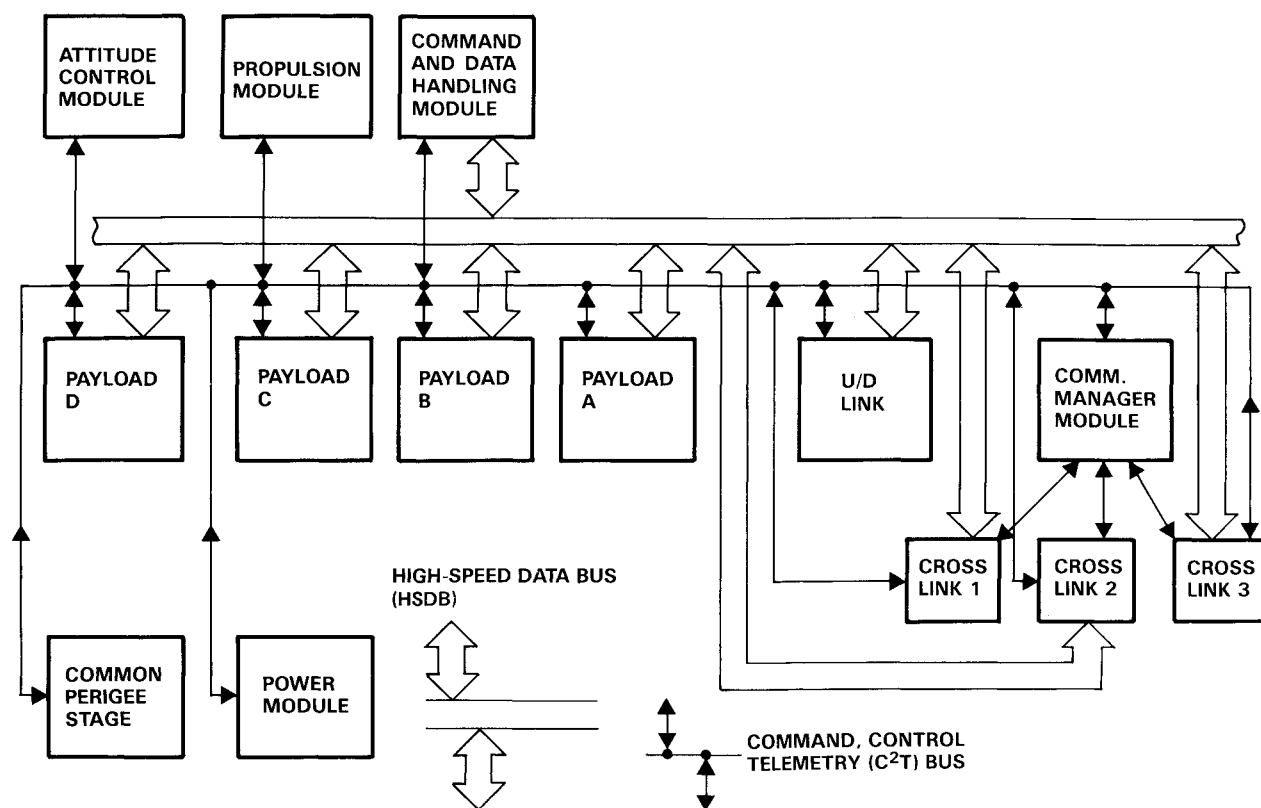 ATTITUDE
CONTROL
MODULE
PROPULSION
MODULE
COMMAND
AND DATA
HANDLING
MODULE
PAYLOAD
D
PAYLOAD
C
PAYLOAD
B
PAYLOAD
A
U/D
LINK
COMM.
MANAGER
MODULE
CROSS
LINK 1
CROSS
LINK 2
CROSS
LINK 3
COMMON
PERIGEE
STAGE
POWER
MODULE
HIGH-SPEED DATA BUS
(HSDB)
COMMAND, CONTROL
TELEMETRY (C²T) BUS